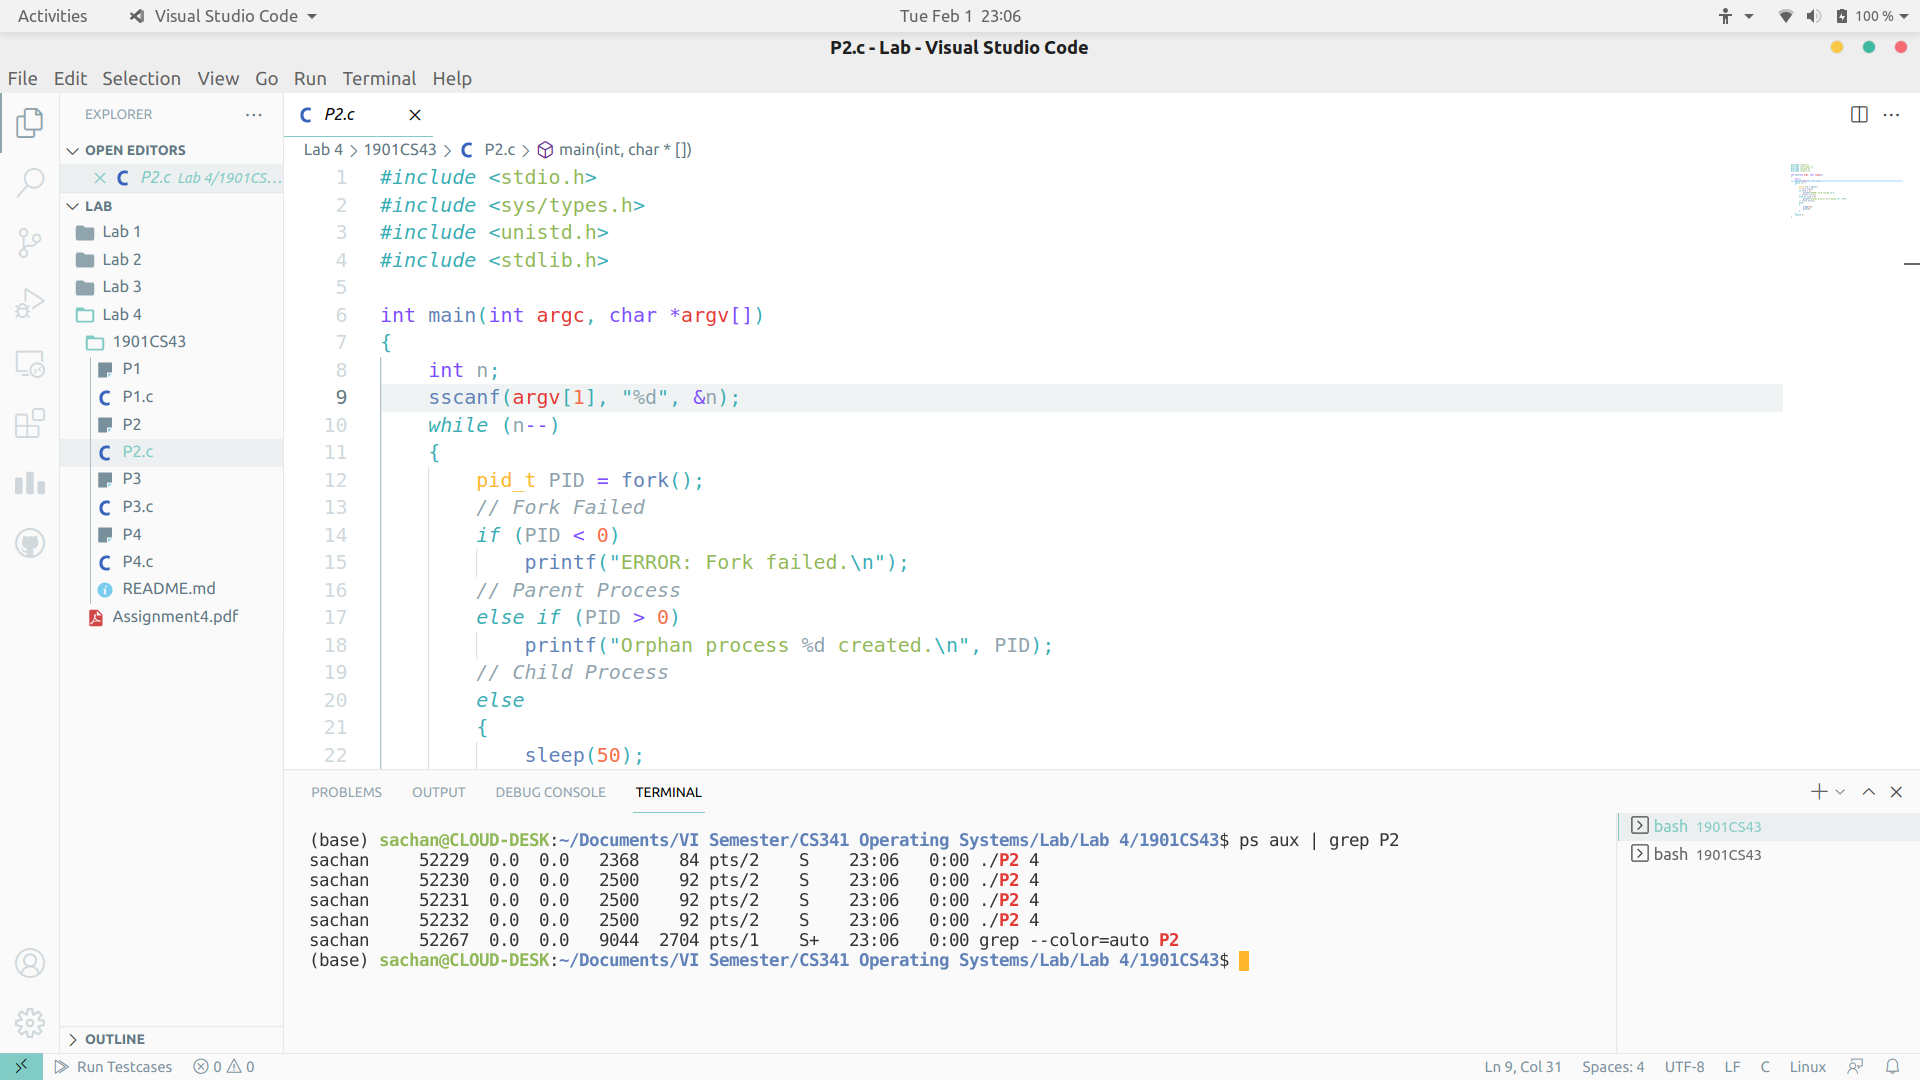 Activities
Visual Studio Code
Tue Feb 1 23:06
100 %
P2.c - Lab - Visual Studio Code
File Edit Selection View Go Run Terminal Help
EXPLORER
OPEN EDITORS
P2.c Lab 4/1901CS...
LAB
Lab 1
Lab 2
Lab 3
Lab 4
1901CS43
P1
P1.c
P2
P2.c
P3
P3.c
P4
P4.c
README.md
Assignment4.pdf
OUTLINE
P2.c
Lab 4 > 1901CS43 > C P2.c > main(int, char * [])
1 #include <stdio.h>
2 #include <sys/types.h>
3 #include <unistd.h>
4 #include <stdlib.h>
5
6 int main(int argc, char *argv[])
7 {
8     int n;
9     sscanf(argv[1], "%d", &n);
10     while (n--)
11     {
12         pid_t PID = fork();
13         // Fork Failed
14         if (PID < 0)
15             printf("ERROR: Fork failed.\n");
16         // Parent Process
17         else if (PID > 0)
18             printf("Orphan process %d created.\n", PID);
19         // Child Process
20         else
21         {
22             sleep(50);
PROBLEMS OUTPUT DEBUG CONSOLE TERMINAL
(base) sachan@CLOUD-DESK:~/Documents/VI Semester/CS341 Operating Systems/Lab/Lab 4/1901CS43$ ps aux | grep P2
sachan     52229  0.0  0.0   2368    84 pts/2    S    23:06   0:00 ./P2 4
sachan     52230  0.0  0.0   2500    92 pts/2    S    23:06   0:00 ./P2 4
sachan     52231  0.0  0.0   2500    92 pts/2    S    23:06   0:00 ./P2 4
sachan     52232  0.0  0.0   2500    92 pts/2    S    23:06   0:00 ./P2 4
sachan     52267  0.0  0.0   9044  2704 pts/1    S+   23:06   0:00 grep --color=auto P2
(base) sachan@CLOUD-DESK:~/Documents/VI Semester/CS341 Operating Systems/Lab/Lab 4/1901CS43$
bash 1901CS43
bash 1901CS43
Run Testcases 0 0
Ln 9, Col 31 Spaces: 4 UTF-8 LF C Linux